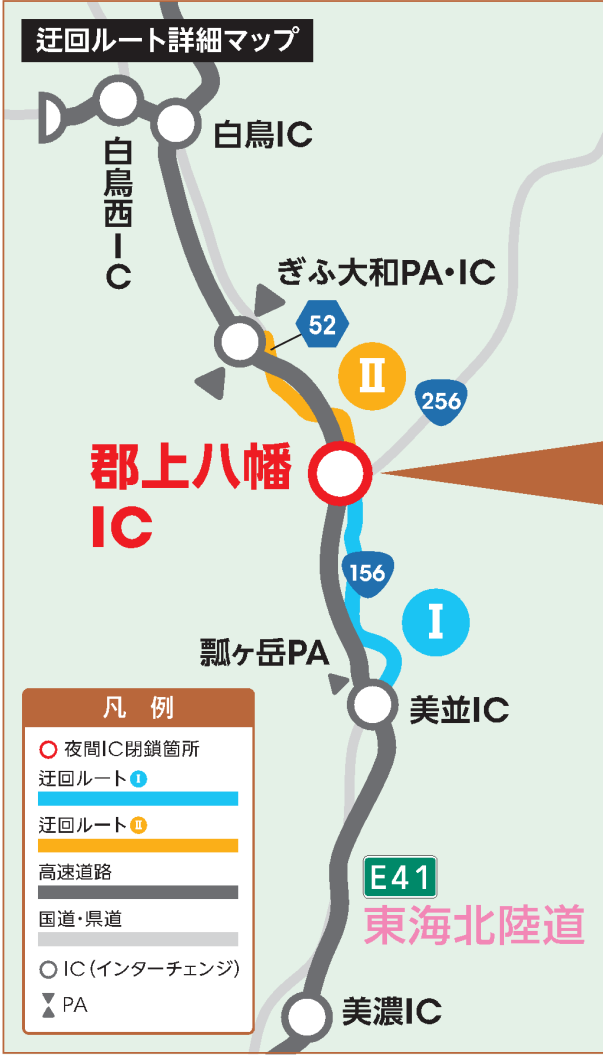 迂回ルート詳細マップ
白鳥IC
白鳥西IC
ぎふ大和PA・IC
52
II
256
郡上八幡
IC
156
I
瓢ヶ岳PA
美並IC
凡 例
夜間IC閉鎖箇所
迂回ルートI
迂回ルートII
高速道路
国道・県道
IC(インターチェンジ)
PA
E41
東海北陸道
美濃IC